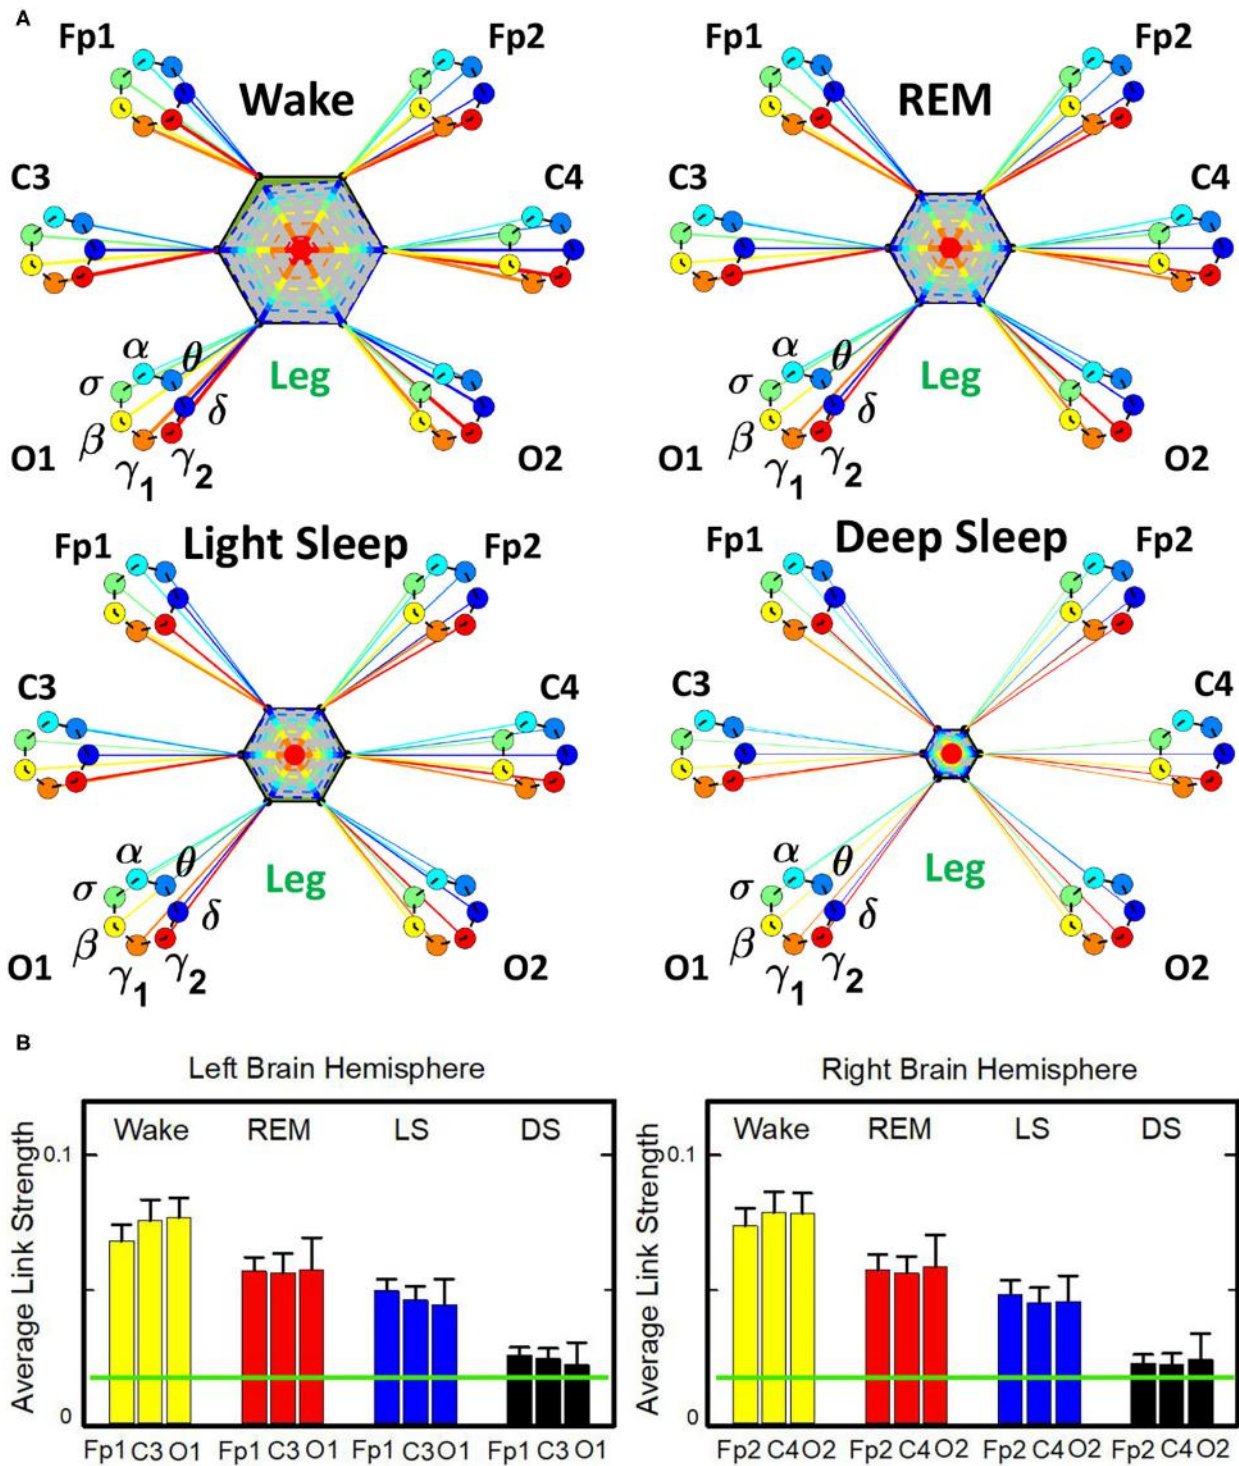 A
Fp1 Fp2
Wake
C3 C4
Leg
α θ
σ δ
β
γ1 γ2
O1 O2
Fp1 Fp2
REM
C3 C4
Leg
α θ
σ δ
β
γ1 γ2
O1 O2
Fp1 Light Sleep Fp2
C3 C4
Leg
α θ
σ δ
β
γ1 γ2
O1 O2
Fp1 Deep Sleep Fp2
C3 C4
Leg
α θ
σ δ
β
γ1 γ2
O1 O2
B
Left Brain Hemisphere
Average Link Strength
Wake REM LS DS
0.1
0
Fp1 C3 O1 Fp1 C3 O1 Fp1 C3 O1 Fp1 C3 O1
Right Brain Hemisphere
Average Link Strength
Wake REM LS DS
0.1
0
Fp2 C4 O2 Fp2 C4 O2 Fp2 C4 O2 Fp2 C4 O2